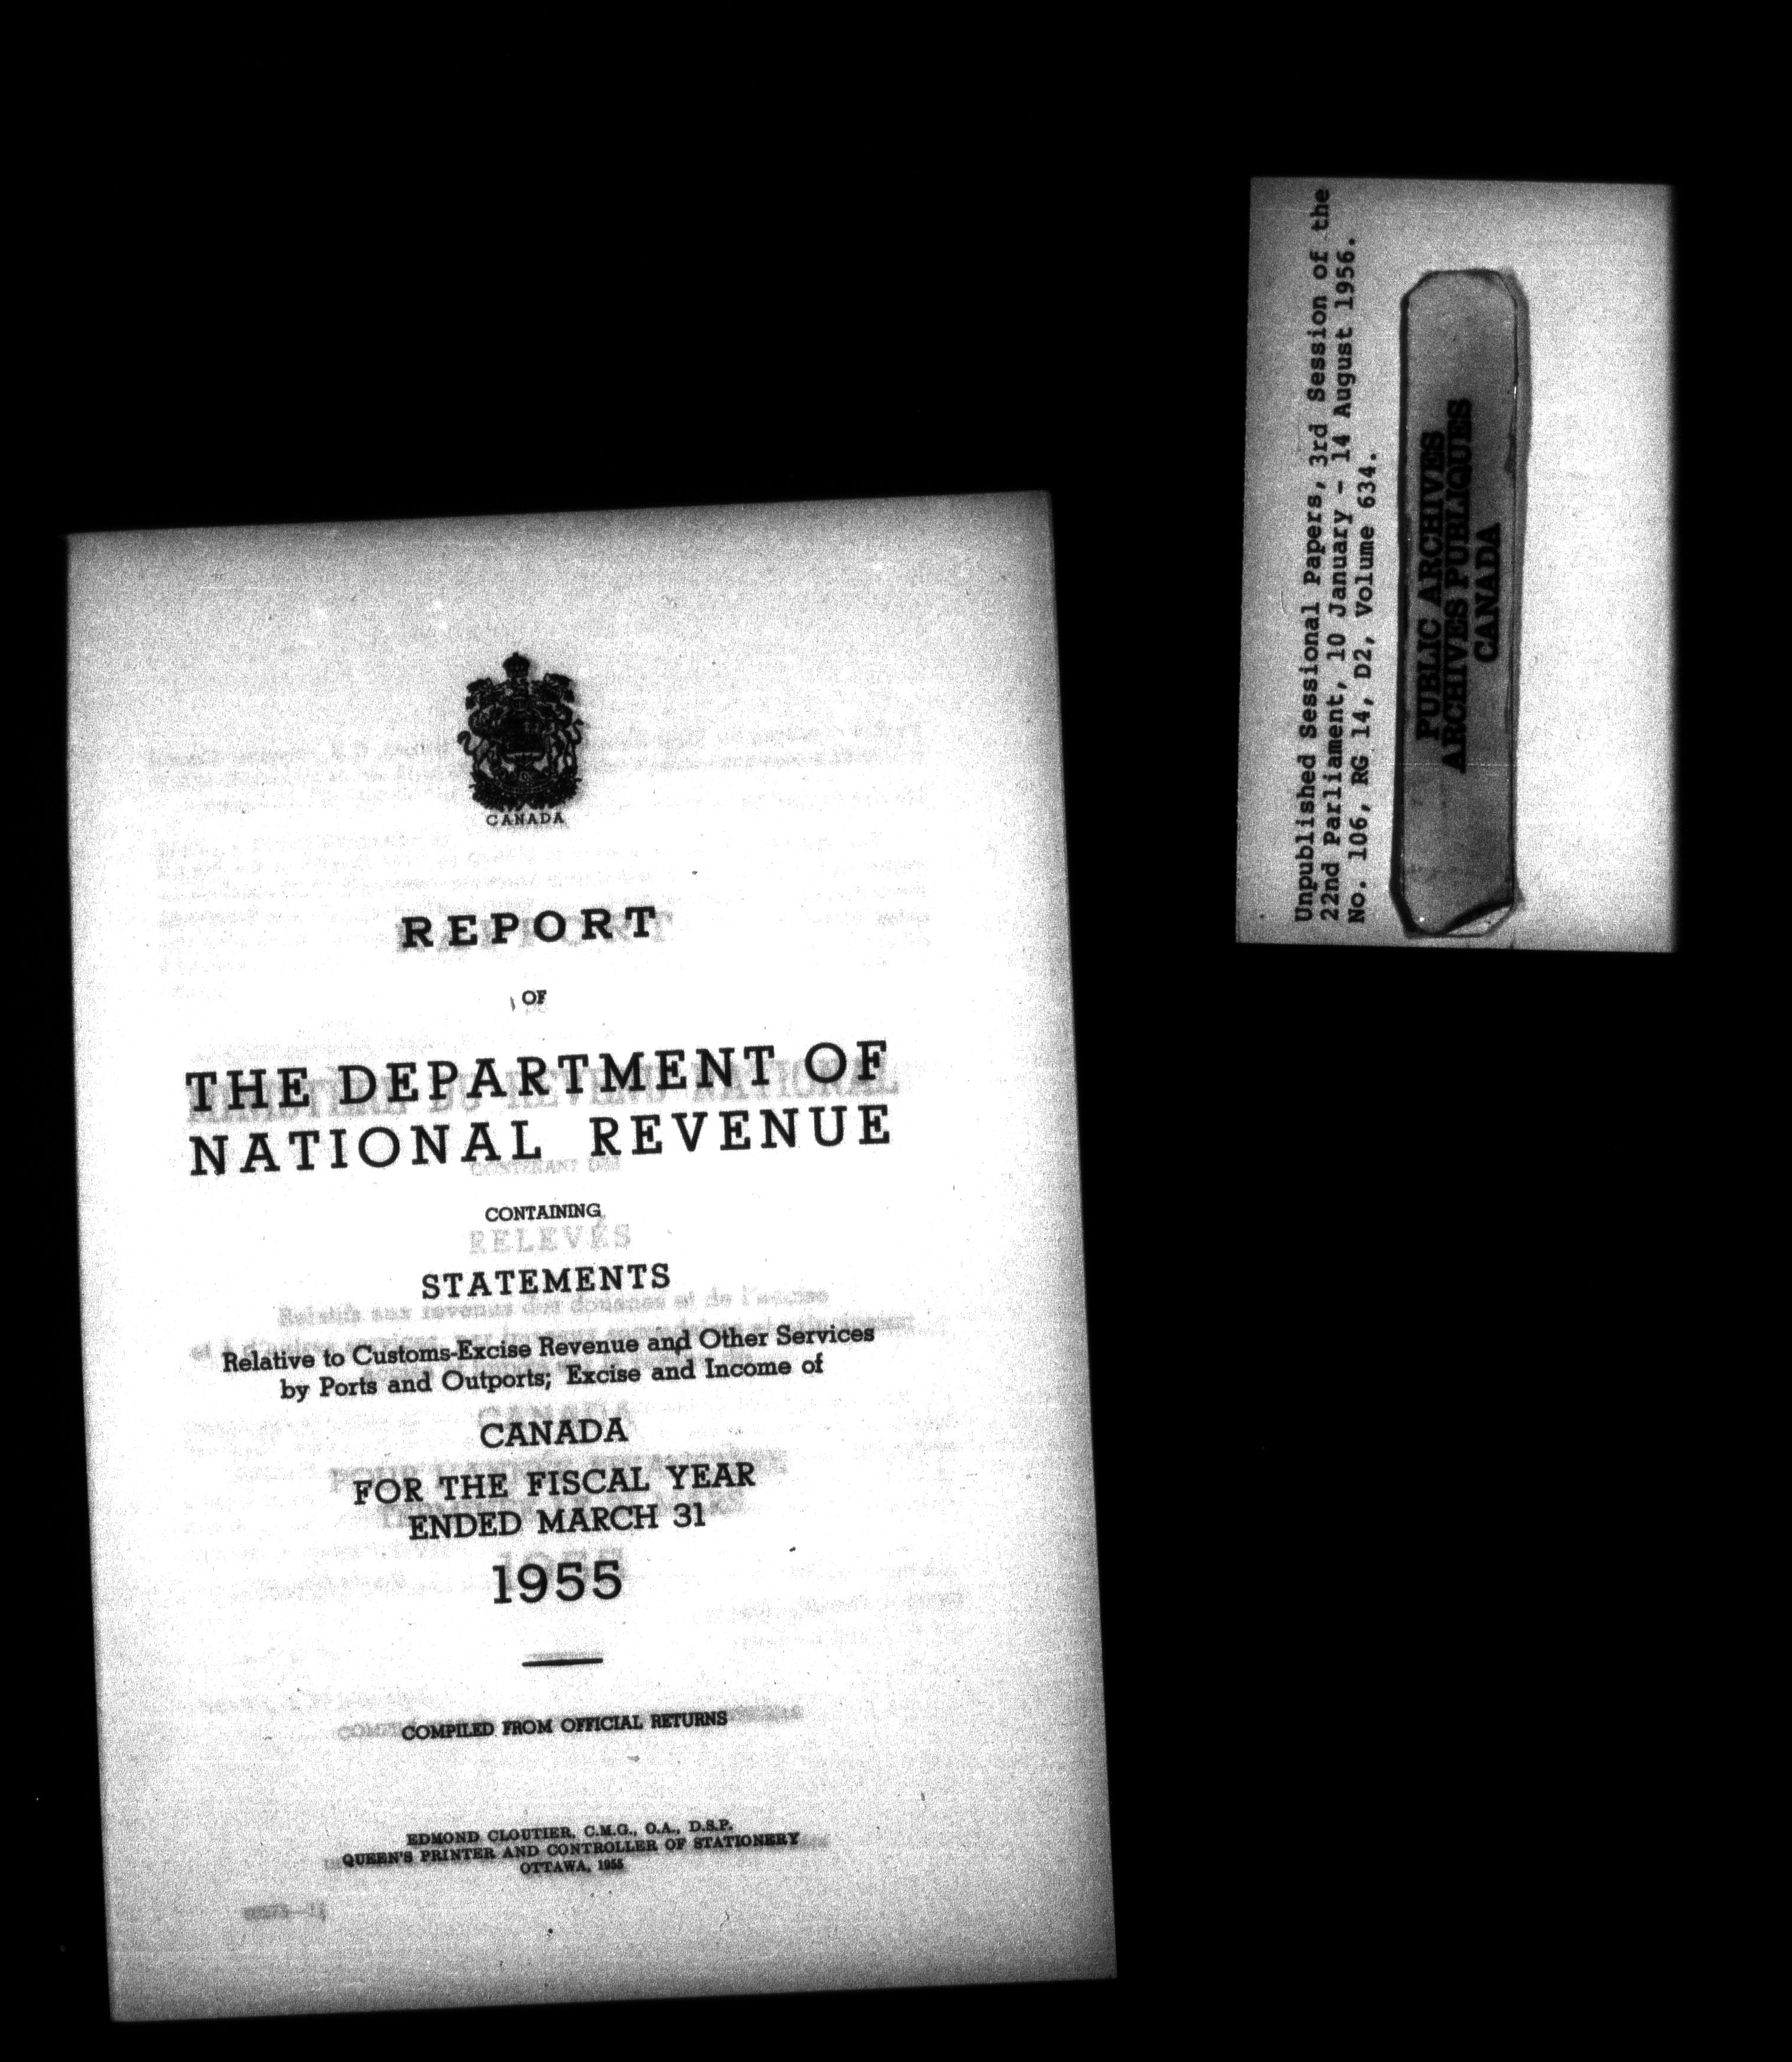 CANADA
REPORT
OF
THE DEPARTMENT OF
NATIONAL REVENUE
CONTAINING
STATEMENTS
Relative to Customs-Excise Revenue and Other Services
by Ports and Outports; Excise and Income of
CANADA
FOR THE FISCAL YEAR
ENDED MARCH 31
1955
COMPILED FROM OFFICIAL RETURNS
EDMOND CLOUTIER, C.M.G., O.A., D.S.P.
QUEEN'S PRINTER AND CONTROLLER OF STATIONERY
OTTAWA, 1955
Unpublished Sessional Papers, 3rd Session of the
22nd Parliament, 10 January - 14 August 1956.
No. 106, RG 14, D2, Volume 634.
PUBLIC ARCHIVES
ARCHIVES PUBLIQUES
CANADA